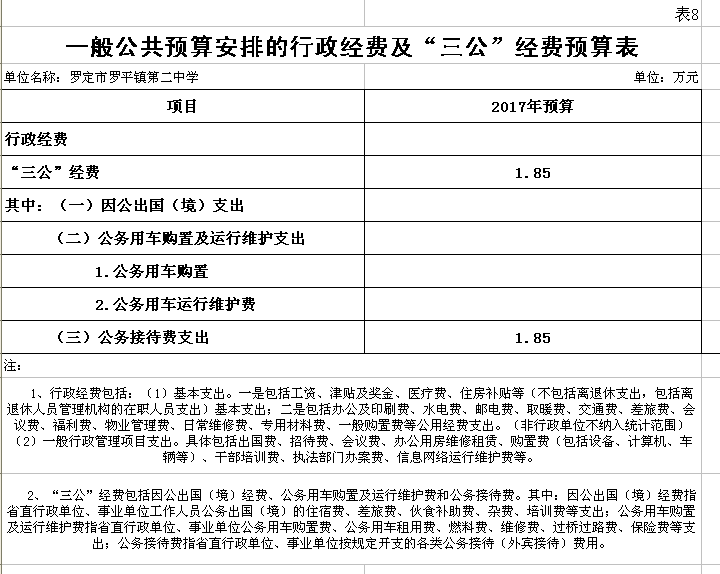 表8
一般公共预算安排的行政经费及“三公”经费预算表
单位名称：罗定市罗平镇第二中学 单位：万元
项目 2017年预算
行政经费
“三公”经费 1.85
其中：（一）因公出国（境）支出
（二）公务用车购置及运行维护支出
1.公务用车购置
2.公务用车运行维护费
（三）公务接待费支出 1.85
注：
1、行政经费包括：（1）基本支出。一是包括工资、津贴及奖金、医疗费、住房补贴等（不包括离退休支出，包括离
退休人员管理机构的在职人员支出）基本支出；二是包括办公及印刷费、水电费、邮电费、取暖费、交通费、差旅费、会
议费、福利费、物业管理费、日常维修费、专用材料费、一般购置费等公用经费支出。（非行政单位不纳入统计范围）
（2）一般行政管理项目支出。具体包括出国费、招待费、会议费、办公用房维修租赁、购置费（包括设备、计算机、车
辆等）、干部培训费、执法部门办案费、信息网络运行维护费等。
2、“三公”经费包括因公出国（境）经费、公务用车购置及运行维护费和公务接待费。其中：因公出国（境）经费指
省直行政单位、事业单位工作人员公务出国（境）的住宿费、差旅费、伙食补助费、杂费、培训费等支出；公务用车购置
及运行维护费指省直行政单位、事业单位公务用车购置费、公务用车租用费、燃料费、维修费、过桥过路费、保险费等支
出；公务接待费指省直行政单位、事业单位按规定开支的各类公务接待（外宾接待）费用。